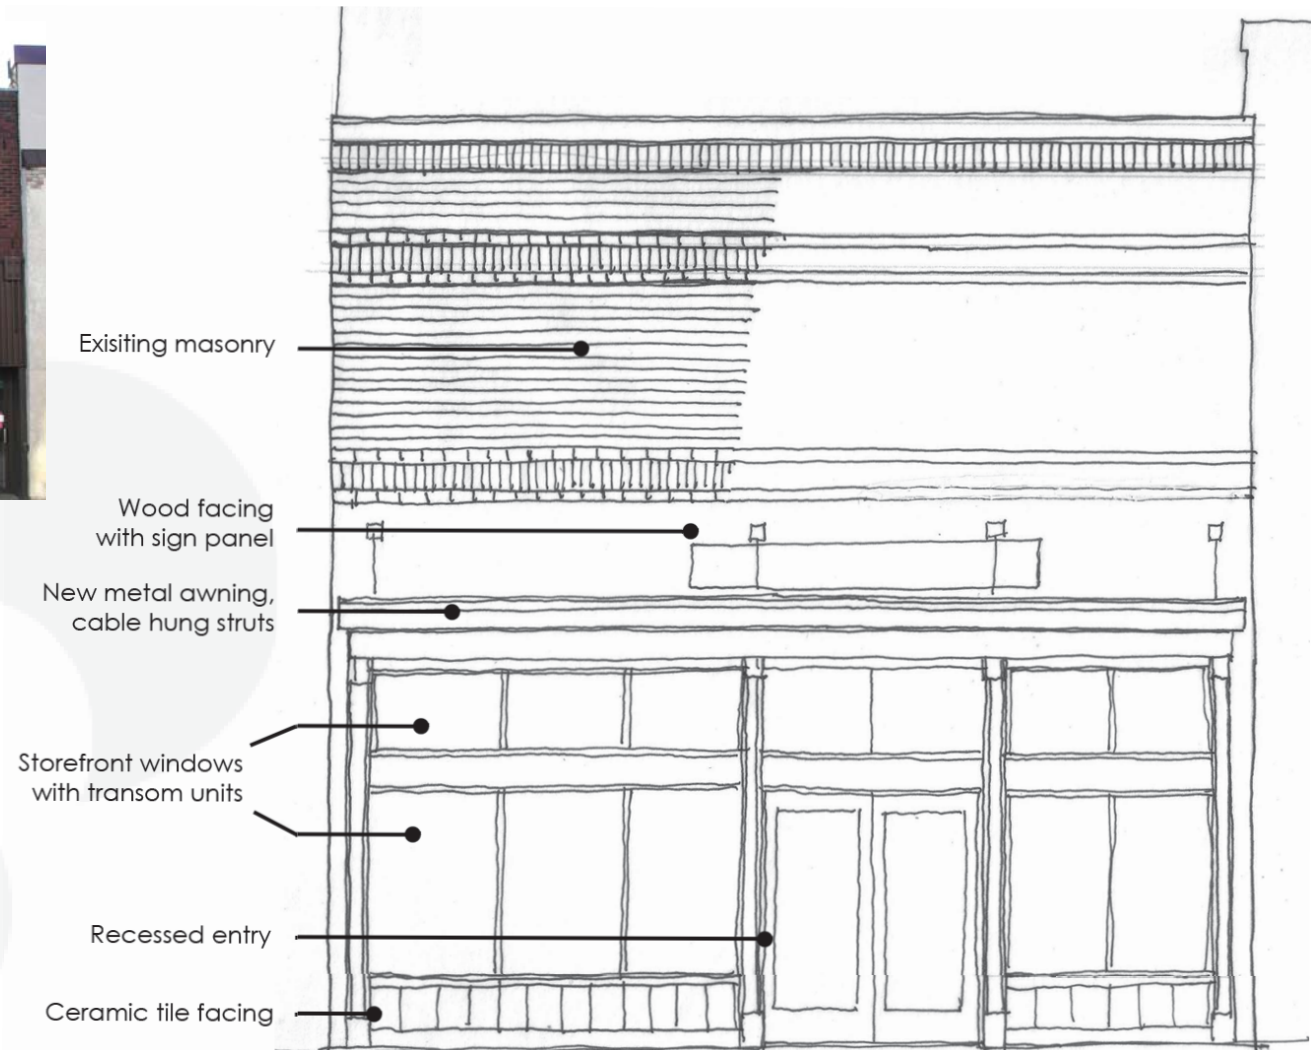 Exisiting masonry
Wood facing
with sign panel
New metal awning,
cable hung struts
Storefront windows
with transom units
Recessed entry
Ceramic tile facing